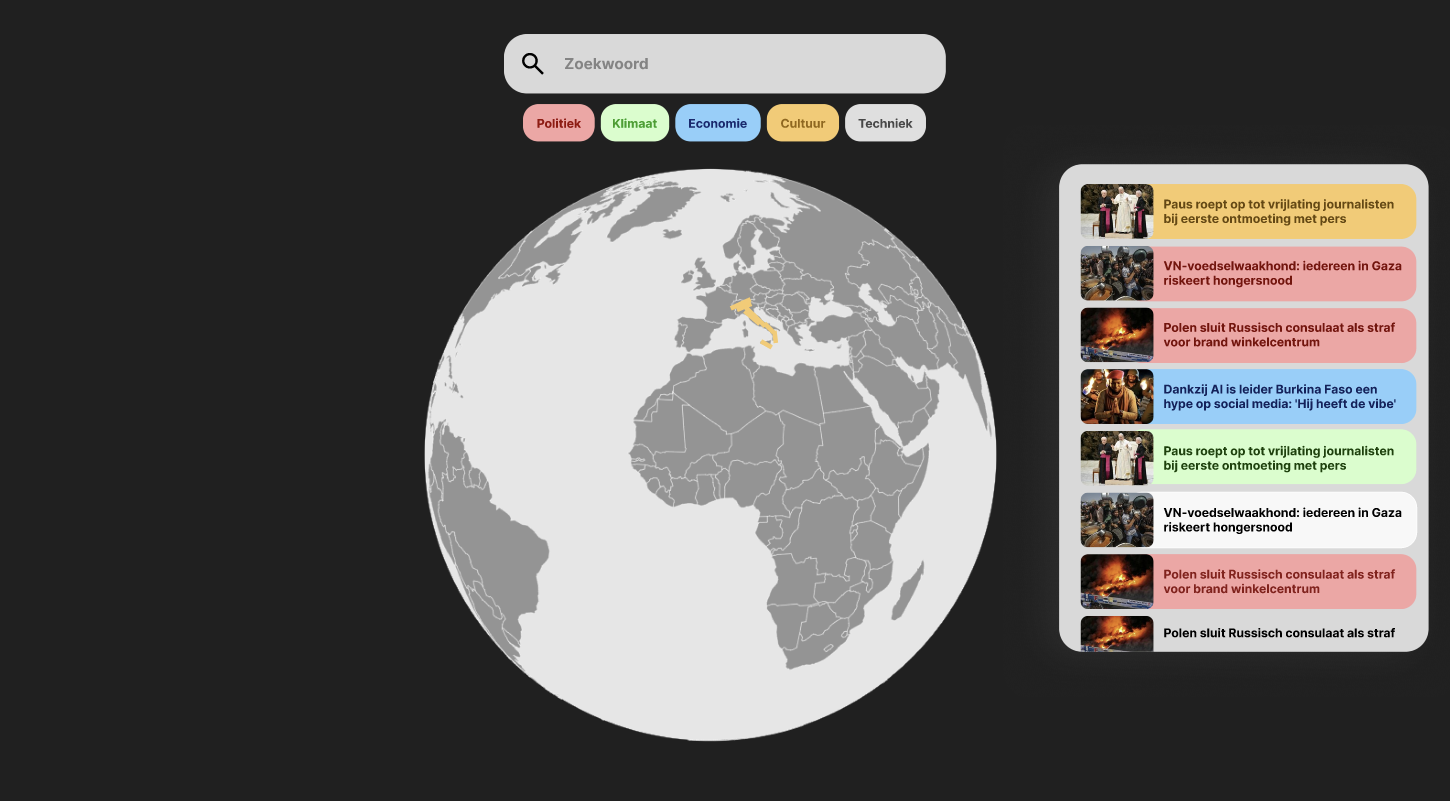 Zoekwoord
Politiek
Klimaat
Economie
Cultuur
Techniek
Paus roept op tot vrijlating journalisten
bij eerste ontmoeting met pers
VN-voedselwaakhond: iedereen in Gaza
riskeert hongersnood
Polen sluit Russisch consulaat als straf
voor brand winkelcentrum
Dankzij AI is leider Burkina Faso een
hype op social media: 'Hij heeft de vibe'
Paus roept op tot vrijlating journalisten
bij eerste ontmoeting met pers
VN-voedselwaakhond: iedereen in Gaza
riskeert hongersnood
Polen sluit Russisch consulaat als straf
voor brand winkelcentrum
Polen sluit Russisch consulaat als straf